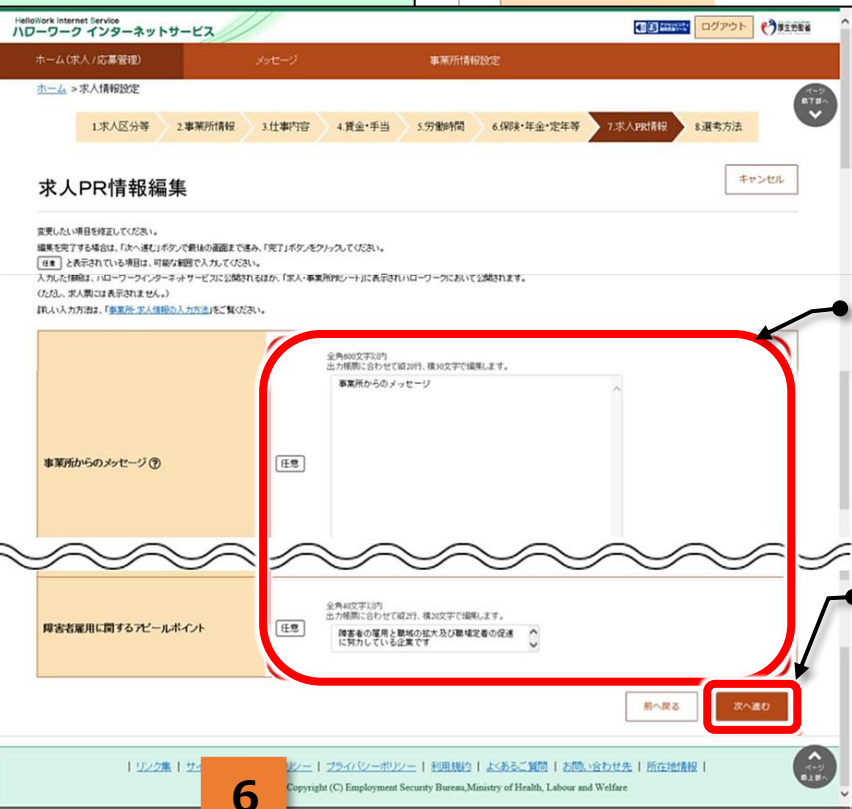 HelloWork Internet Service
ハローワーク インターネットサービス
ログアウト
厚生労働省
ホーム(求人/応募管理)
メッセージ
事業所情報設定
ホーム >求人情報設定
ページ
最下部へ
1.求人区分等
2.事業所情報
3.仕事内容
4.賃金・手当
5.労働時間
6.保険・年金・定年等
7.求人PR情報
8.選考方法
求人PR情報編集
キャンセル
変更したい項目を修正してください。
編集を完了する場合は、「次へ進む」ボタンで最後の画面まで進み、「完了」ボタンをクリックしてください。
任意 と表示されている項目は、可能な範囲で入力してください。
入力した情報は、ハローワークインターネットサービスに公開されるほか、「求人・事業所PRシート」に表示されハローワークにおいて公開されます。
(ただし、求人票には表示されません。)
詳しい入力方法は、「事業所・求人情報の入力方法」をご覧ください。
全角600文字以内
出力帳票に合わせて縦20行、横30文字で編集します。
事業所からのメッセージ
事業所からのメッセージ ?
任意
全角40文字以内
出力帳票に合わせて縦2行、横20文字で編集します。
障害者雇用に関するアピールポイント
任意
障害者の雇用と職域の拡大及び職場定着の促進
に努力している企業です
前へ戻る
次へ進む
| リンク集 | サ
シー | プライバシーポリシー | 利用規約 | よくあるご質問 | お問い合わせ先 | 所在地情報 |
ページ
最上部へ
Copyright (C) Employment Security Bureau,Ministry of Health, Labour and Welfare
6